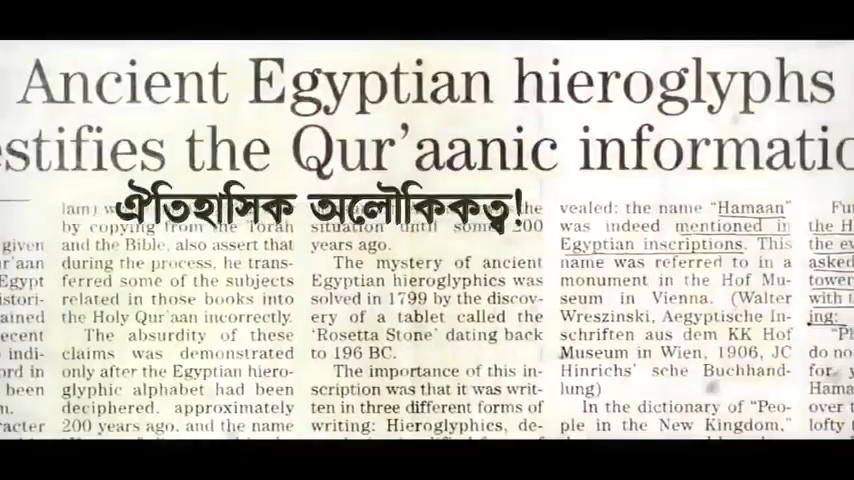 Ancient Egyptian hieroglyphs
estifies the Qur'aanic informatio
ঐতিহাসিক অলৌকিকত্ব!
given
ur'aan
Egypt
istori-
ained
ecent
indi-
ord in
been
n.
racter
lam)
by copying from the Torah
and the Bible, also assert that
during the process, he trans-
ferred some of the subjects
related in those books into
the Holy Qur'aan incorrectly.
The absurdity of these
claims was demonstrated
only after the Egyptian hiero-
glyphic alphabet had been
deciphered, approximately
200 years ago, and the name
the
situation until some 200
years ago.
The mystery of ancient
Egyptian hieroglyphics was
solved in 1799 by the discov-
ery of a tablet called the
'Rosetta Stone' dating back
to 196 BC.
The importance of this in-
scription was that it was writ-
ten in three different forms of
writing: Hieroglyphics, de-
vealed: the name "Hamaan"
was indeed mentioned in
Egyptian inscriptions. This
name was referred to in a
monument in the Hof Mu-
seum in Vienna. (Walter
Wreszinski, Aegyptische In-
schriften aus dem KK Hof
Museum in Wien, 1906, JC
Hinrichs' sche Buchhand-
lung)
In the dictionary of "Peo-
ple in the New Kingdom,"
Fur
the H
the ev
asked
tower
with t
ing:
"Pl
do no
for y
Hama
over t
lofty t